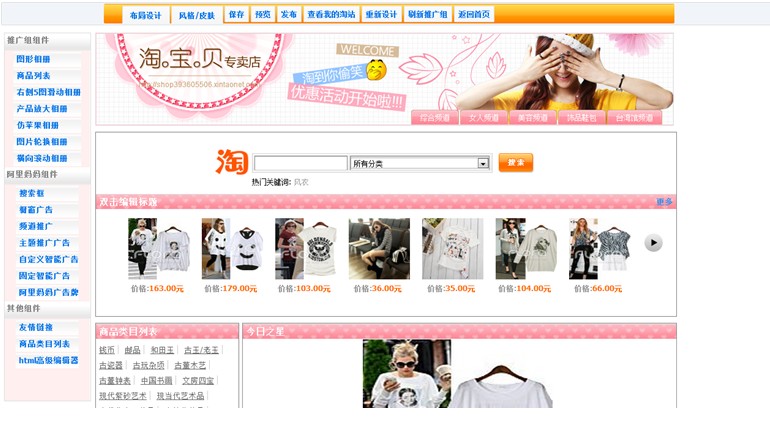 布局设计 风格/皮肤 保存 预览 发布 查看我的淘站 重新设计 刷新推广组 返回首页
推广组组件
图形相册
商品列表
右侧5图滑动相册
产品放大相册
仿苹果相册
图片轮换相册
横向滚动相册
阿里妈妈组件
搜索框
橱窗广告
频道推广
主题推广广告
自定义智能广告
固定智能广告
阿里妈妈广告牌
其他组件
友情链接
商品类目列表
html高级编辑器
淘。宝。贝专卖店
http://shop393605506.xintaonet.com
WELCOME
淘到你偷笑
优惠活动开始啦!!!
综合频道 女人频道 美容频道 饰品鞋包 台湾馆频道
淘 所有分类 搜索
热门关键词: 风衣
双击编辑标题 更多
价格:163.00元 价格:179.00元 价格:103.00元 价格:36.00元 价格:35.00元 价格:104.00元 价格:66.00元
商品类目列表
钱币 邮品 和田玉 古玉/老玉
古瓷器 古玩杂项 古董木艺
古董钟表 中国书画 文房四宝
现代紫砂艺术 现当代艺术品
今日之星